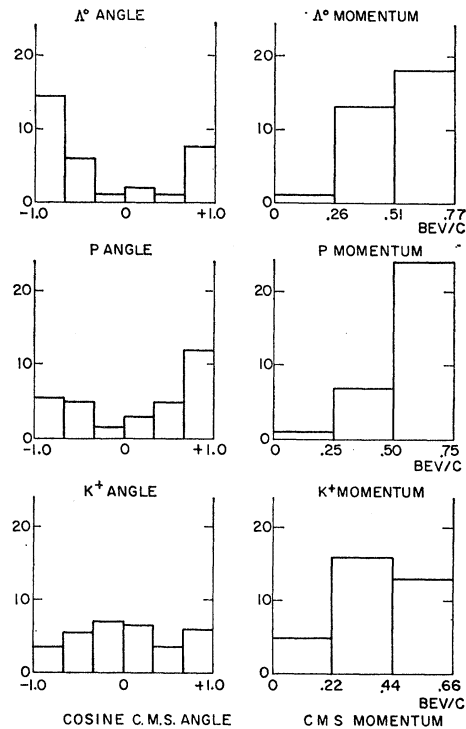 Λ° ANGLE
Λ° MOMENTUM
20
10
0
-1.0 0 +1.0
20
10
0
0 .26 .51 .77
BEV/C
P ANGLE
P MOMENTUM
20
10
0
-1.0 0 +1.0
20
10
0
0 .25 .50 .75
BEV/C
K+ ANGLE
K+ MOMENTUM
20
10
0
-1.0 0 +1.0
20
10
0
0 .22 .44 .66
BEV/C
COSINE C.M.S. ANGLE
CMS MOMENTUM